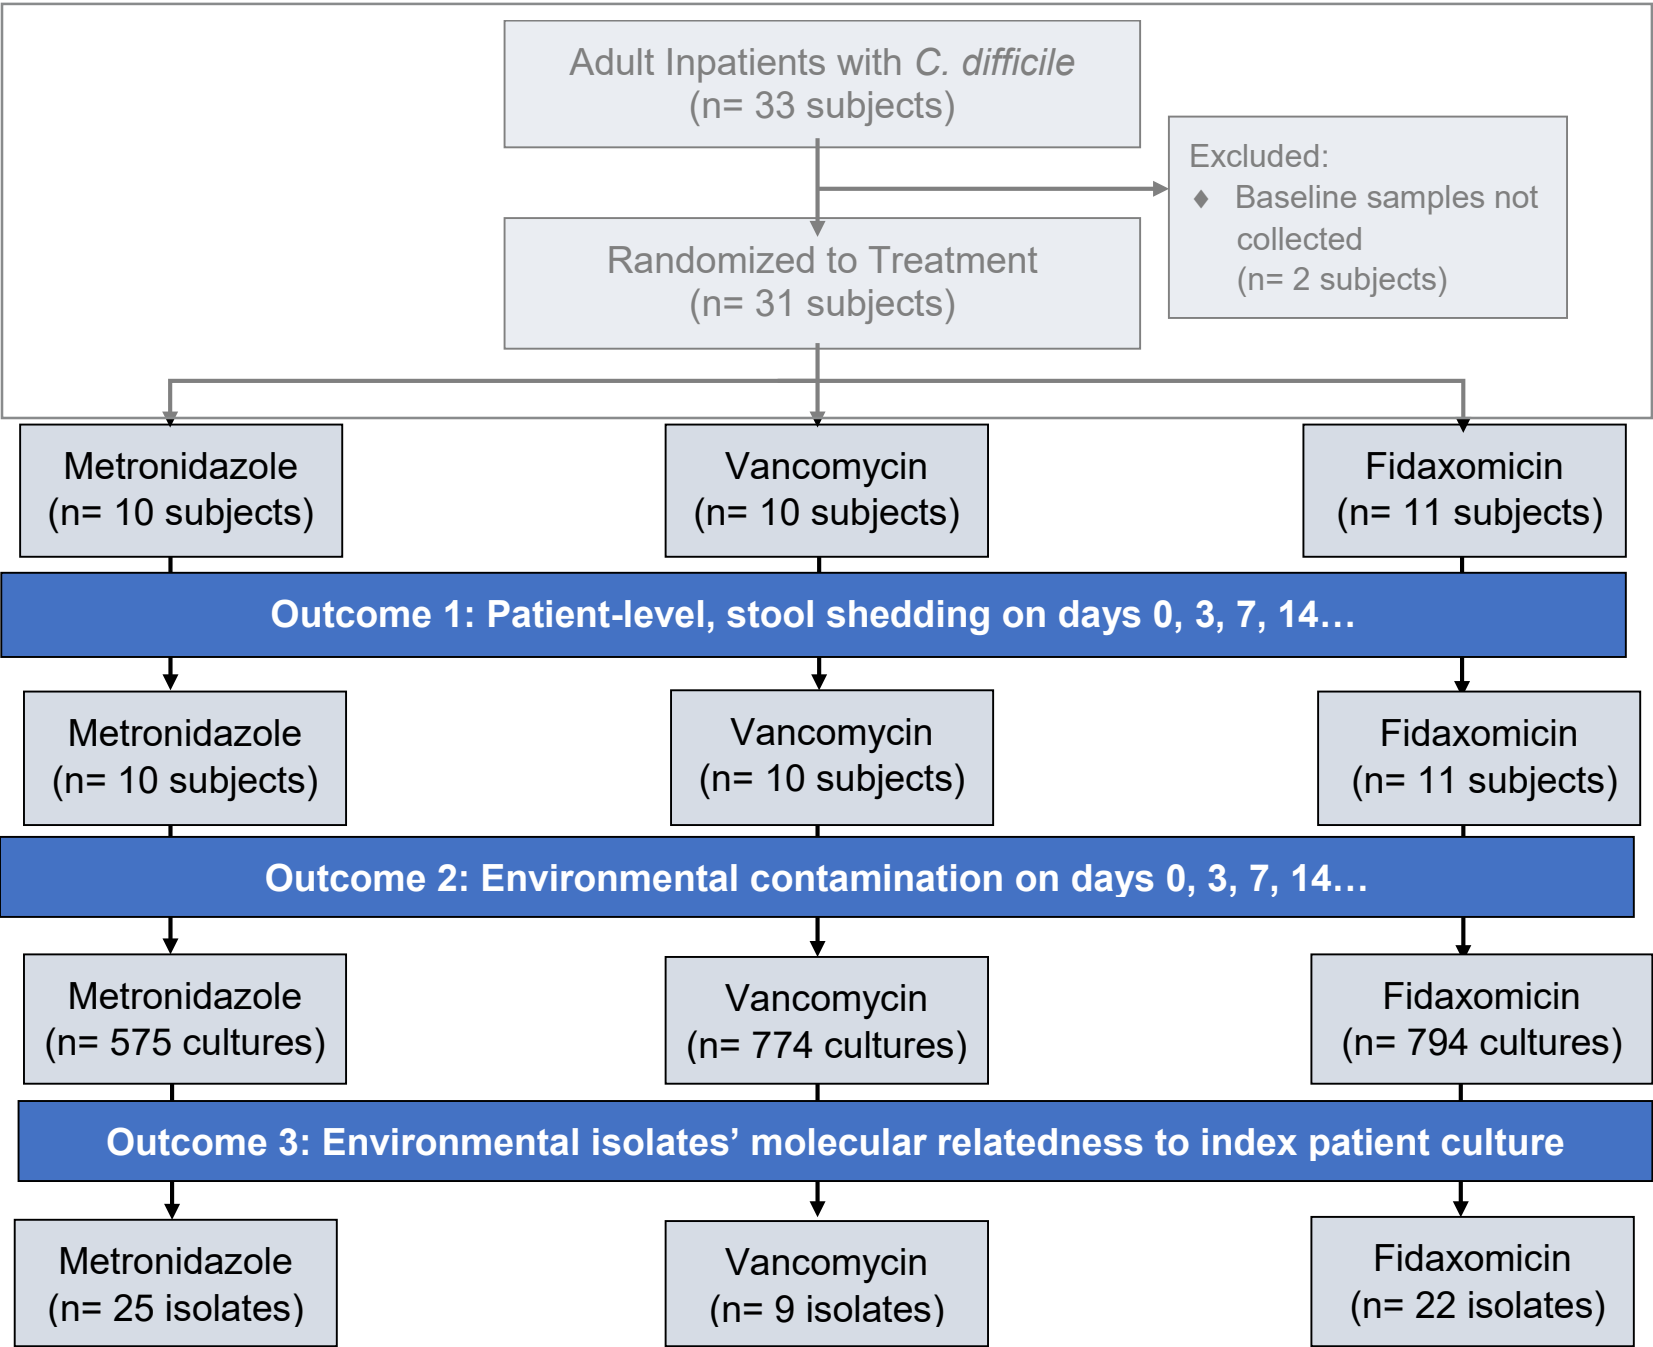 Adult Inpatients with C. difficile
(n= 33 subjects)
Excluded:
♦ Baseline samples not
collected
(n= 2 subjects)
Randomized to Treatment
(n= 31 subjects)
Metronidazole
(n= 10 subjects)
Vancomycin
(n= 10 subjects)
Fidaxomicin
(n= 11 subjects)
Outcome 1: Patient-level, stool shedding on days 0, 3, 7, 14…
Metronidazole
(n= 10 subjects)
Vancomycin
(n= 10 subjects)
Fidaxomicin
(n= 11 subjects)
Outcome 2: Environmental contamination on days 0, 3, 7, 14…
Metronidazole
(n= 575 cultures)
Vancomycin
(n= 774 cultures)
Fidaxomicin
(n= 794 cultures)
Outcome 3: Environmental isolates’ molecular relatedness to index patient culture
Metronidazole
(n= 25 isolates)
Vancomycin
(n= 9 isolates)
Fidaxomicin
(n= 22 isolates)